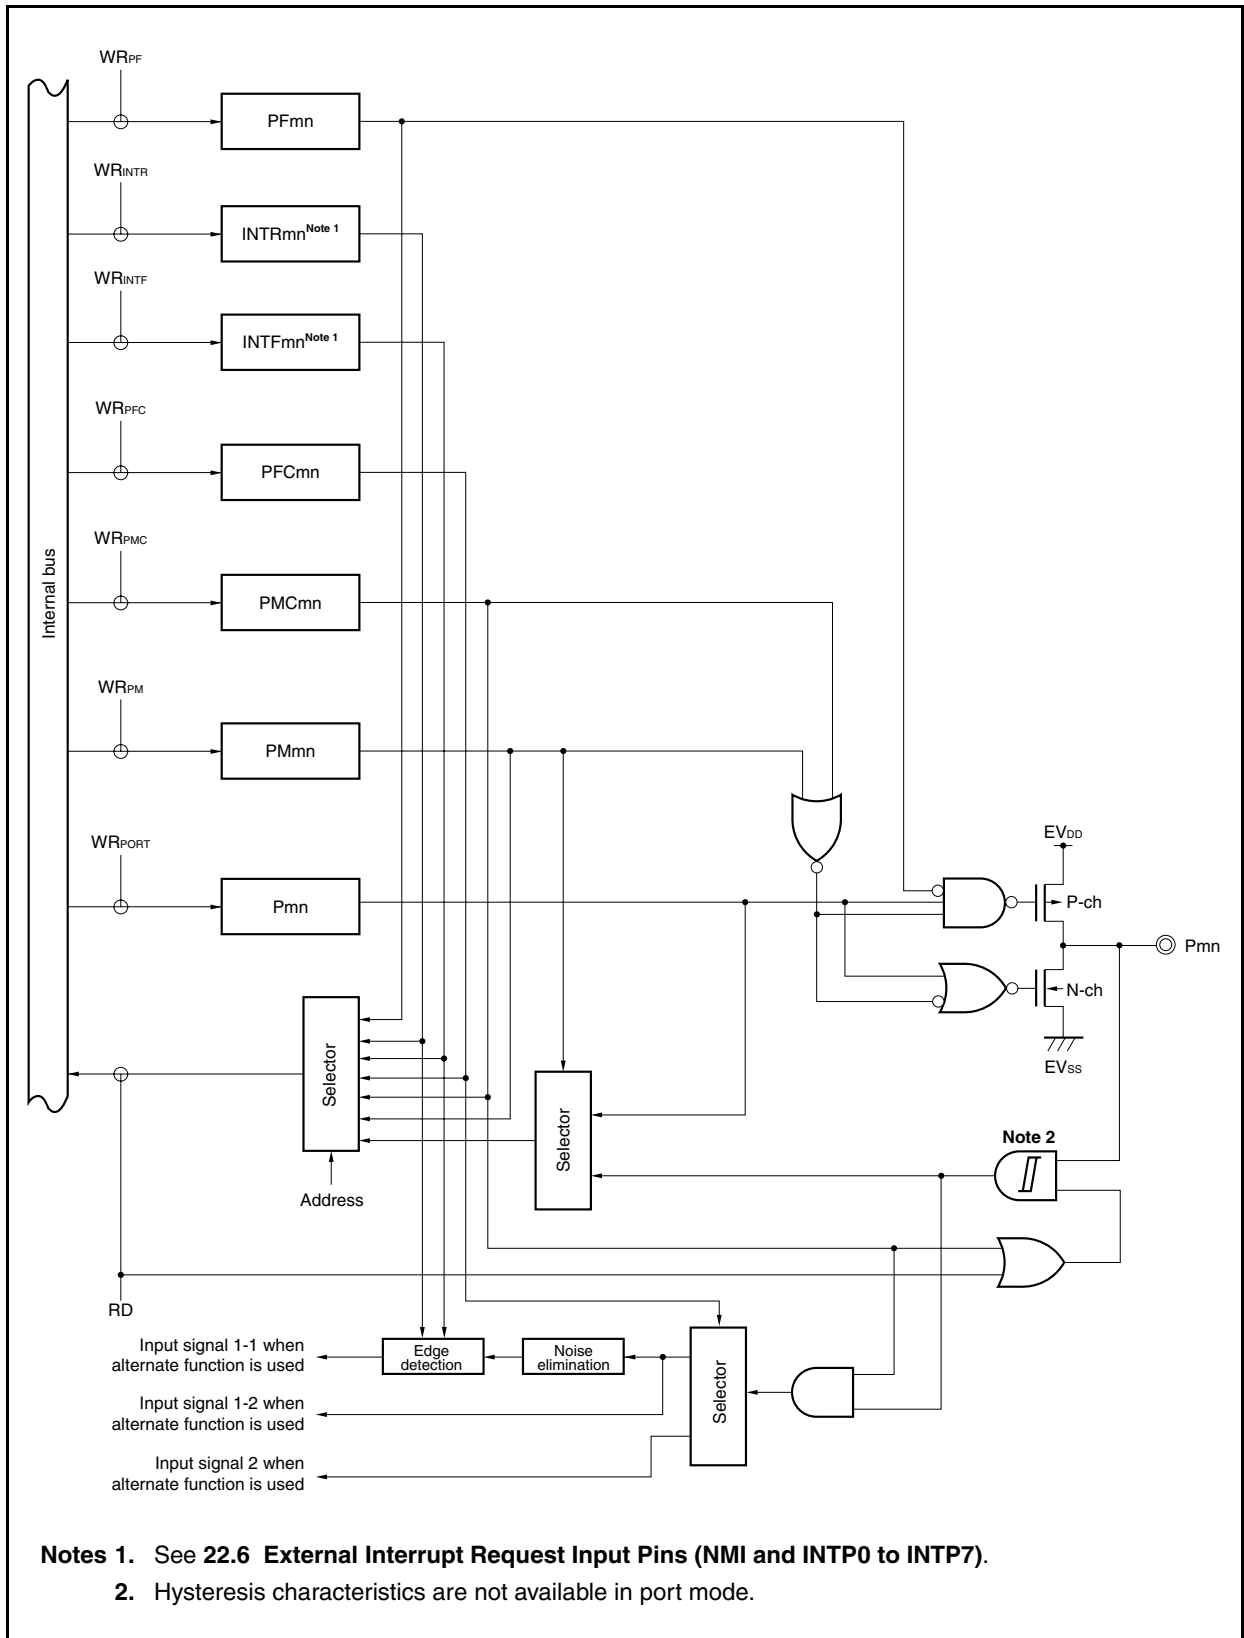 WRPF
PFmn
WRINTR
INTRmnNote 1
WRINTF
INTFmnNote 1
WRPFC
PFCmn
WRPMC
PMCmn
Internal bus
WRPM
PMmn
WRPORT
Pmn
EVDD
P-ch
Pmn
N-ch
EVSS
Selector
Selector
Note 2
Address
RD
Input signal 1-1 when
alternate function is used
Edge
detection
Noise
elimination
Selector
Input signal 1-2 when
alternate function is used
Input signal 2 when
alternate function is used
Notes 1. See 22.6 External Interrupt Request Input Pins (NMI and INTP0 to INTP7).
2. Hysteresis characteristics are not available in port mode.